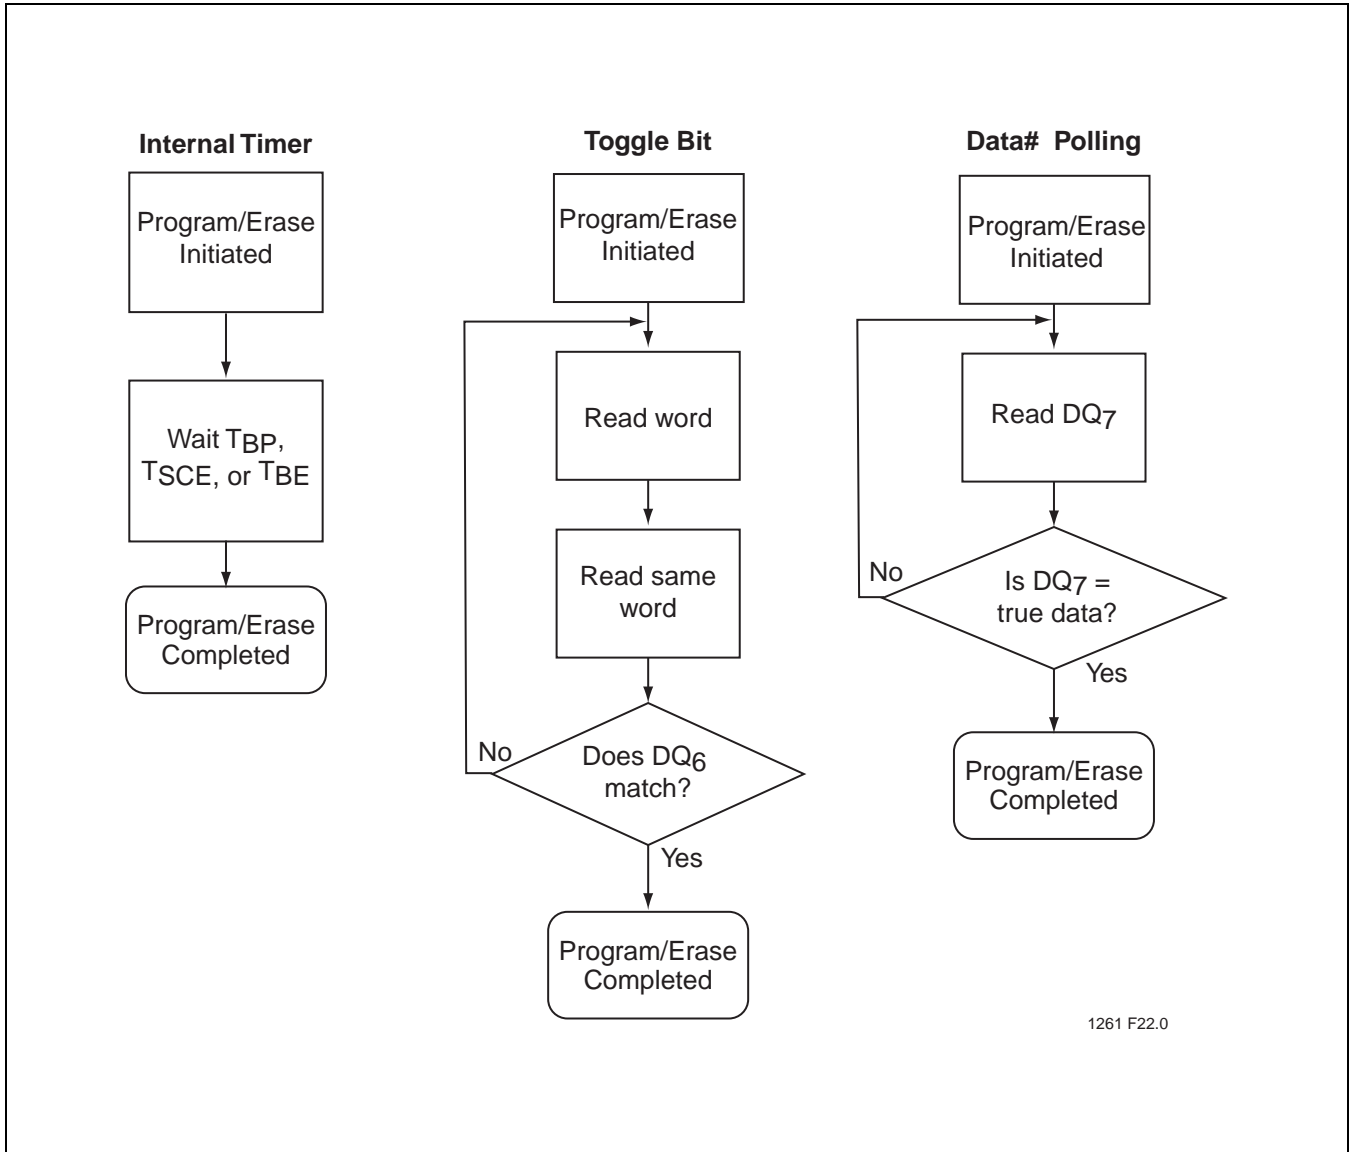 Internal Timer
Program/Erase
Initiated
Wait TBP,
TSCE, or TBE
Program/Erase
Completed
Toggle Bit
Program/Erase
Initiated
Read word
Read same
word
Does DQ6
match?
No
Yes
Program/Erase
Completed
Data# Polling
Program/Erase
Initiated
Read DQ7
Is DQ7 =
true data?
No
Yes
Program/Erase
Completed
1261 F22.0